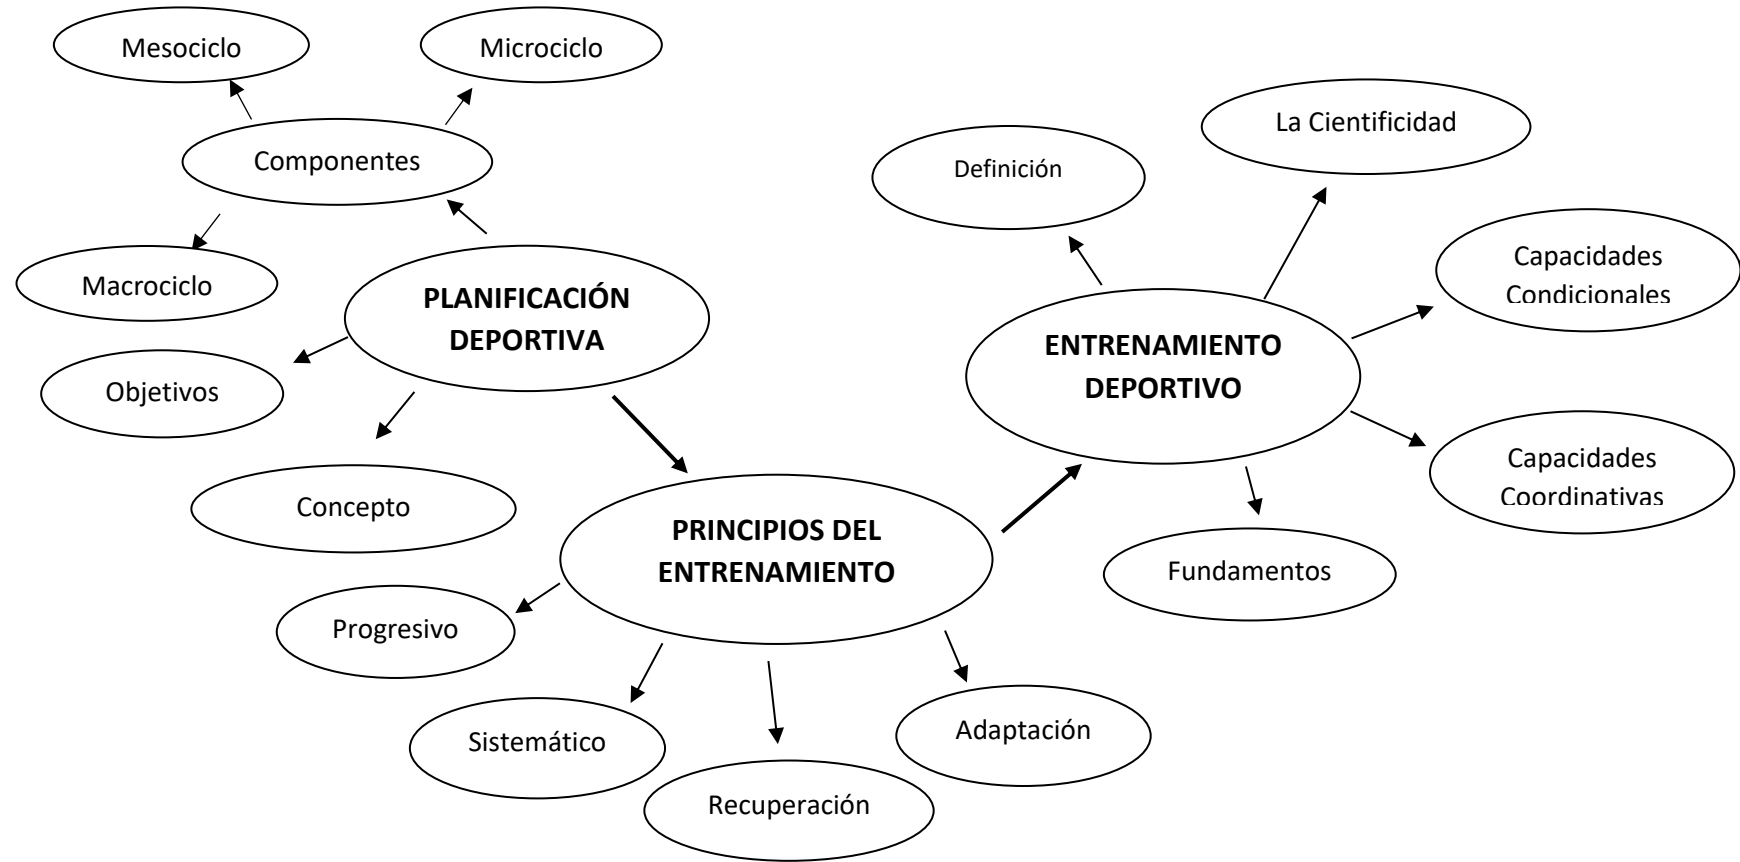 Mesociclo
Microciclo
Componentes
Macrociclo
PLANIFICACIÓN
DEPORTIVA
Objetivos
Concepto
PRINCIPIOS DEL
ENTRENAMIENTO
Progresivo
Sistemático
Recuperación
Adaptación
ENTRENAMIENTO
DEPORTIVO
Definición
La Cientificidad
Capacidades
Condicionales
Capacidades
Coordinativas
Fundamentos